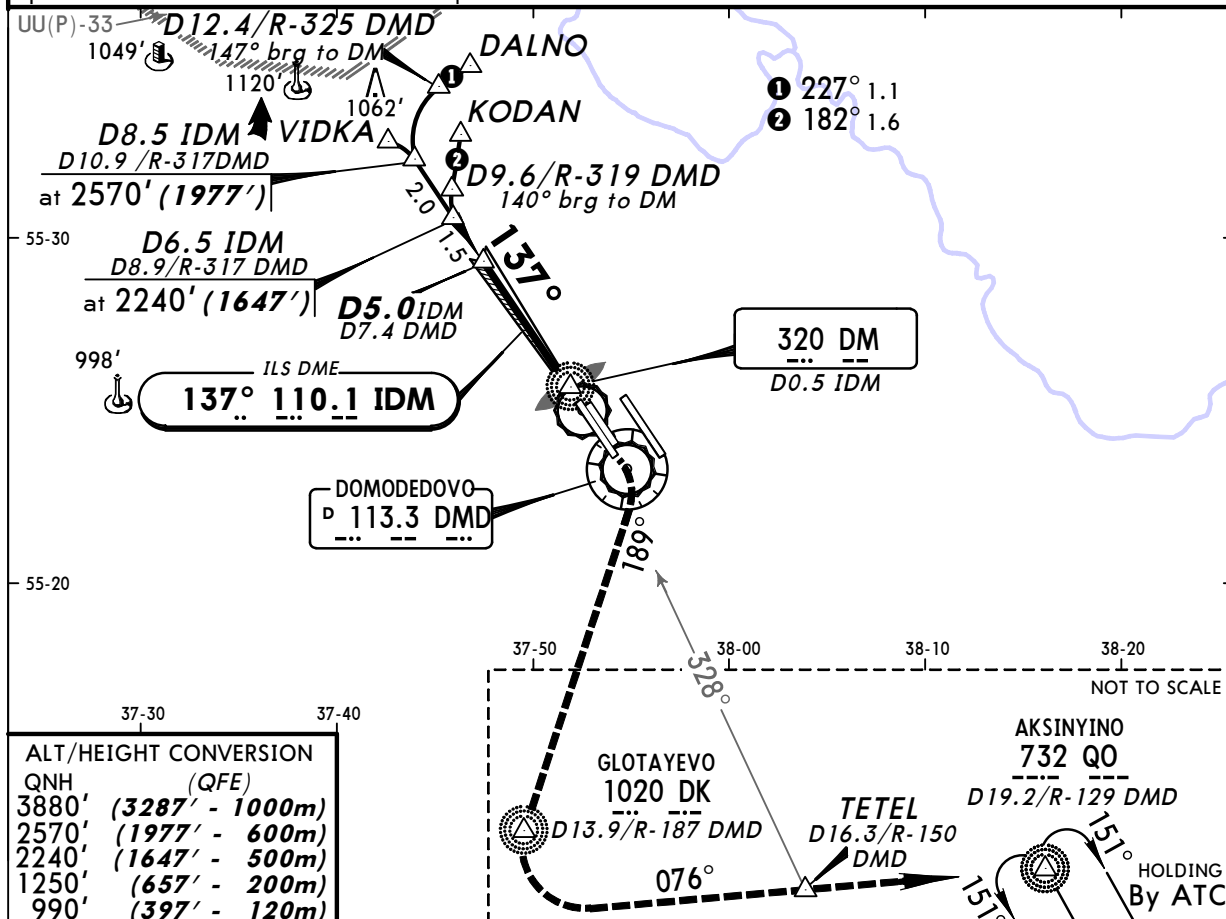 UU(P)-33
D12.4/R-325 DMD
147° brg to DM
DALNO
1049'
1120'
1062'
1
1 227° 1.1
2 182° 1.6
KODAN
VIDKA
D8.5 IDM
D10.9 /R-317DMD
at 2570' (1977')
2
D9.6/R-319 DMD
140° brg to DM
2.0
55-30
D6.5 IDM
D8.9/R-317 DMD
at 2240' (1647')
1.5
137°
D5.0 IDM
D7.4 DMD
320 DM
D0.5 IDM
998'
ILS DME
137° 110.1 IDM
DOMODEDOVO
D 113.3 DMD
189°
55-20
328°
37-50
38-00
38-10
38-20
NOT TO SCALE
37-30
37-40
ALT/HEIGHT CONVERSION
QNH (QFE)
3880' (3287' - 1000m)
2570' (1977' - 600m)
2240' (1647' - 500m)
1250' (657' - 200m)
990' (397' - 120m)
GLOTAYEVO
1020 DK
D13.9/R-187 DMD
076°
TETEL
D16.3/R-150
DMD
AKSINYINO
732 QO
D19.2/R-129 DMD
151°
151°
HOLDING
By ATC